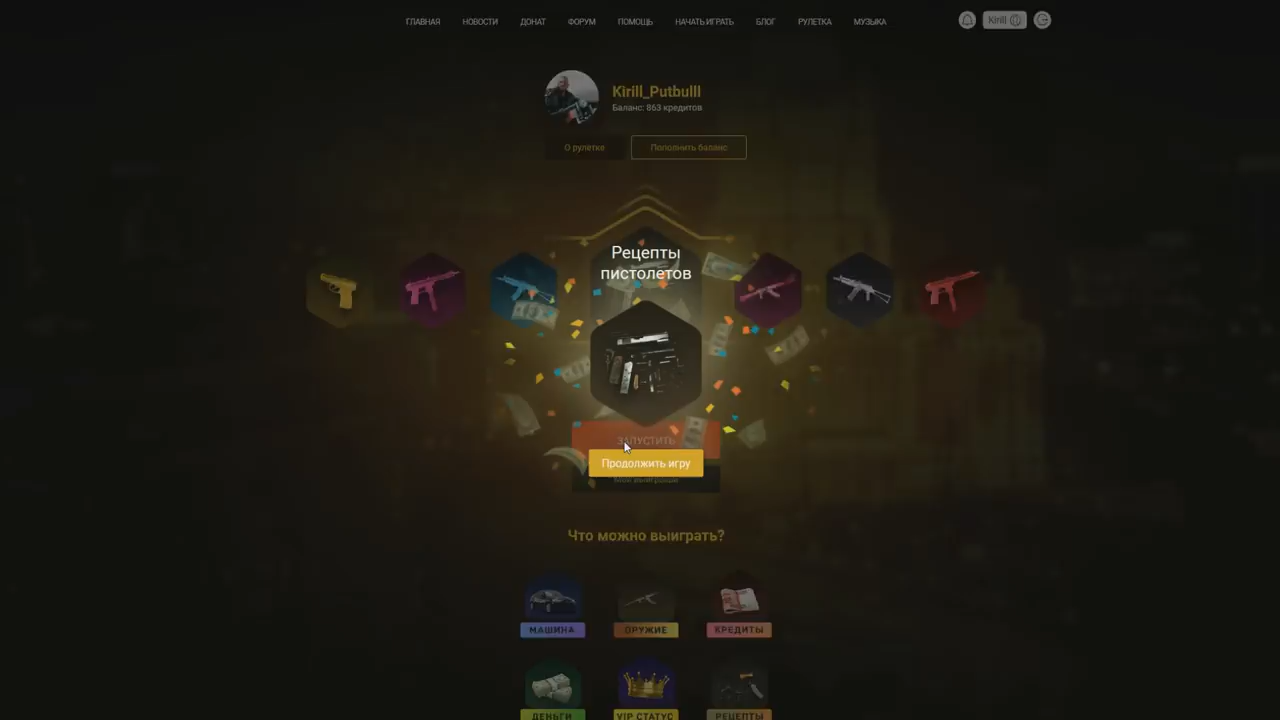 ГЛАВНАЯ НОВОСТИ ДОНАТ ФОРУМ ПОМОЩЬ НАЧАТЬ ИГРАТЬ БЛОГ РУЛЕТКА МУЗЫКА Kirill
Kirill_Putbulll
Баланс: 863 кредитов
О рулетке Пополнить баланс
Рецепты
пистолетов
ЗАПУСТИТЬ
Продолжить игру
Мои выигрыши
Что можно выиграть?
МАШИНА ОРУЖИЕ КРЕДИТЫ
ДЕНЬГИ VIP СТАТУС РЕЦЕПТЫ